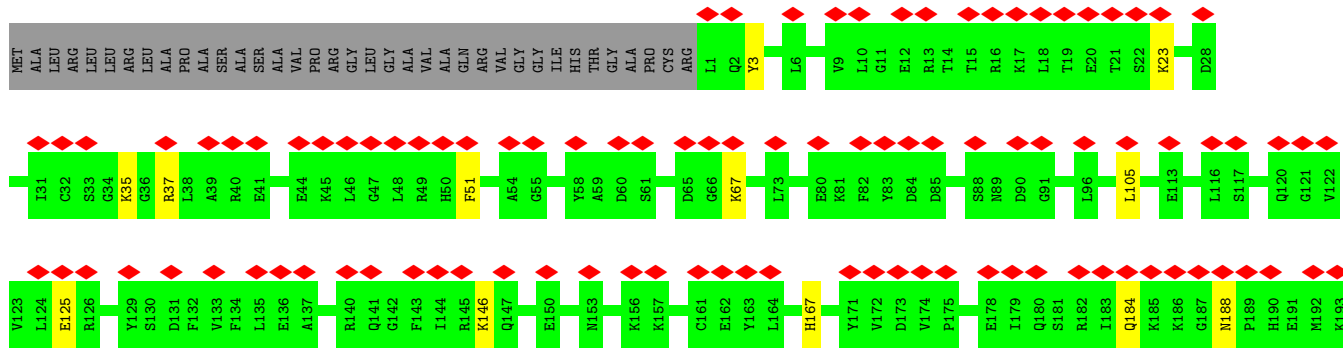 MET ALA LEU ARG LEU LEU ARG LEU ALA PRO ALA SER ALA SER ALA VAL PRO ARG GLY LEU GLY ALA VAL ALA GLN ARG VAL GLY GLY ILE HIS THR GLY ALA PRO CYS ARG L1 Q2 Y3 L6 V9 L10 G11 E12 R13 T14 T15 R16 K17 L18 T19 E20 T21 S22 K23 D28
I31 C32 S33 G34 K35 G36 R37 L38 A39 R40 E41 E44 K45 L46 G47 L48 R49 H50 F51 A54 G55 Y58 A59 D60 S61 D65 G66 K67 L73 E80 K81 F82 Y83 D84 D85 S88 N89 D90 G91 L96 L105 E113 L116 S117 Q120 G121 V122
V123 L124 E125 R126 Y129 S130 D131 F132 V133 F134 L135 E136 A137 R140 Q141 G142 F143 I144 R145 K146 Q147 E150 N153 K156 K157 C161 E162 Y163 L164 H167 Y171 V172 D173 V174 P175 E178 I179 Q180 S181 R182 I183 Q184 K185 K186 G187 N188 P189 H190 E191 M192 K193